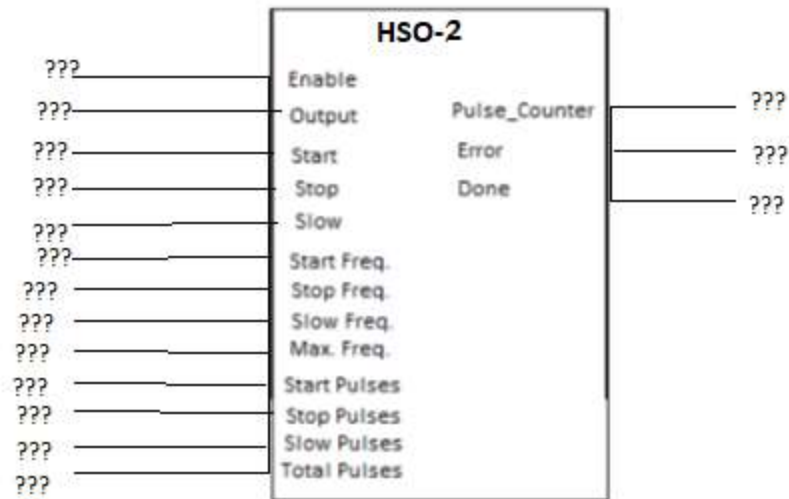 HSO-2
??? Enable
??? Output Pulse_Counter ???
??? Start Error ???
??? Stop Done ???
??? Slow
??? Start Freq.
??? Stop Freq.
??? Slow Freq.
??? Max. Freq.
??? Start Pulses
??? Stop Pulses
??? Slow Pulses
??? Total Pulses